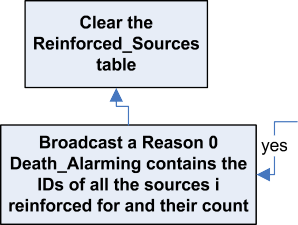 Clear the
Reinforced_Sources
table
yes
Broadcast a Reason 0
Death_Alarming contains the
IDs of all the sources i
reinforced for and their count